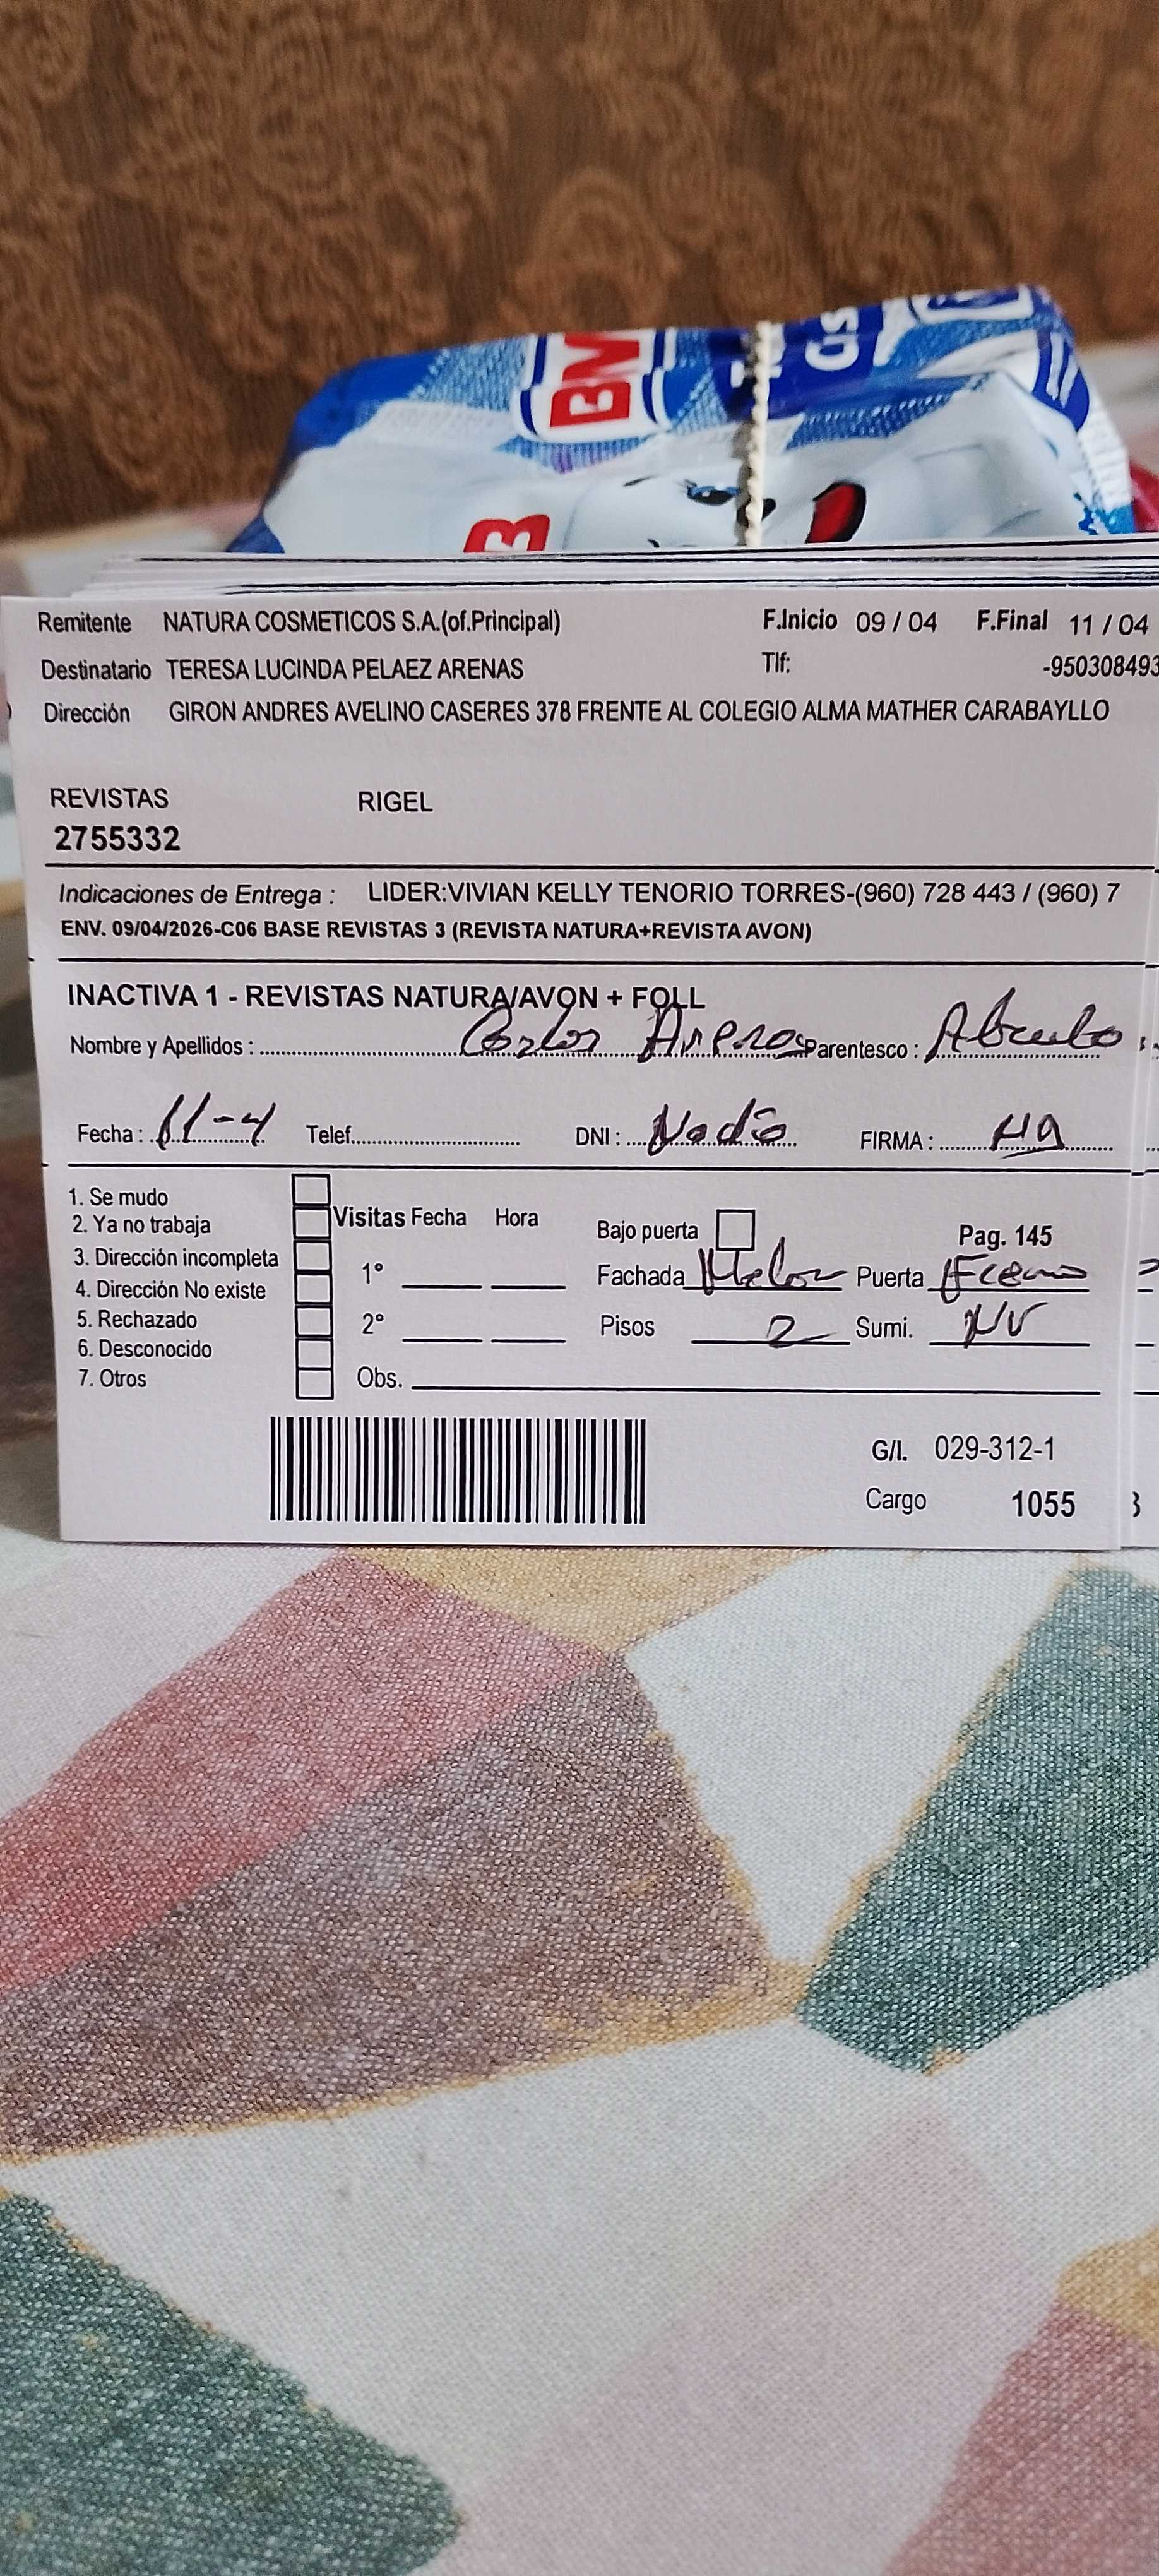 BM
Remitente NATURA COSMETICOS S.A.(of.Principal) F.Inicio 09 / 04 F.Final 11 / 04
Destinatario TERESA LUCINDA PELAEZ ARENAS Tlf: -950308493
Dirección GIRON ANDRES AVELINO CASERES 378 FRENTE AL COLEGIO ALMA MATHER CARABAYLLO
REVISTAS RIGEL
2755332
Indicaciones de Entrega : LIDER:VIVIAN KELLY TENORIO TORRES-(960) 728 443 / (960) 7
ENV. 09/04/2026-C06 BASE REVISTAS 3 (REVISTA NATURA+REVISTA AVON)
INACTIVA 1 - REVISTAS NATURA/AVON + FOLL
Nombre y Apellidos : Carlos Arenas Parentesco : Abuelo
Fecha : 11-4 Telef. DNI : FIRMA :
1. Se mudo
2. Ya no trabaja
3. Dirección incompleta
4. Dirección No existe
5. Rechazado
6. Desconocido
7. Otros
Visitas Fecha Hora
1°
2°
Obs.
Bajo puerta
Pag. 145
Fachada Melon Puerta Fierro
Pisos 2 Sumi. NV
G/I. 029-312-1
Cargo 1055